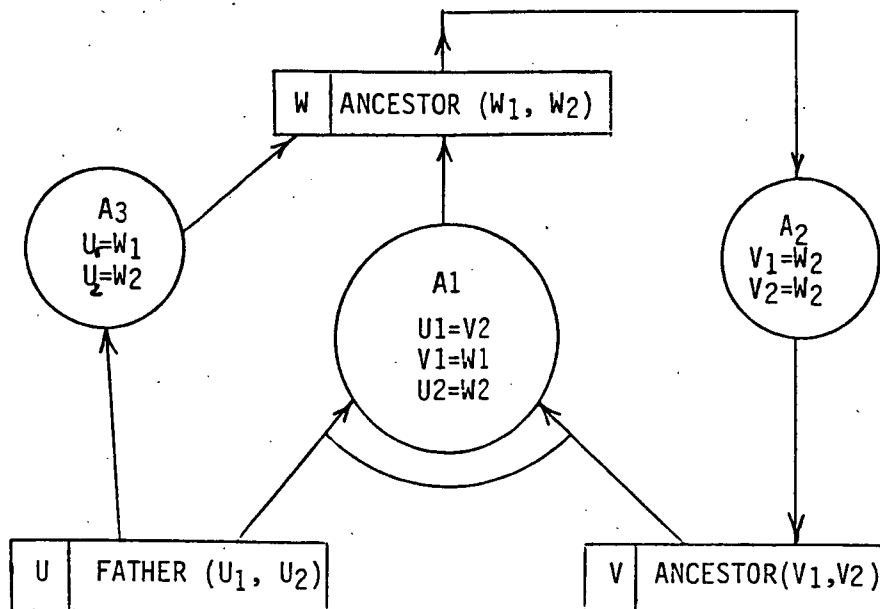 W ANCESTOR (W1, W2)
A3
U1=W1
U2=W2
A1
U1=V2
V1=W1
U2=W2
A2
V1=W2
V2=W2
U FATHER (U1, U2)
V ANCESTOR(V1,V2)